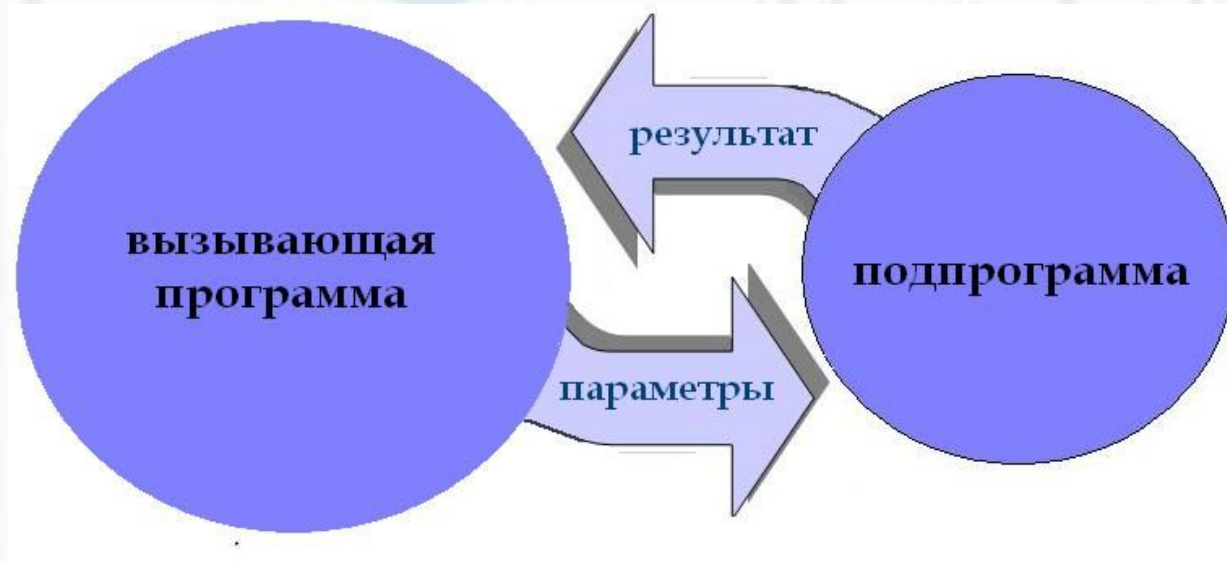 результат
вызывающая
программа
подпрограмма
параметры